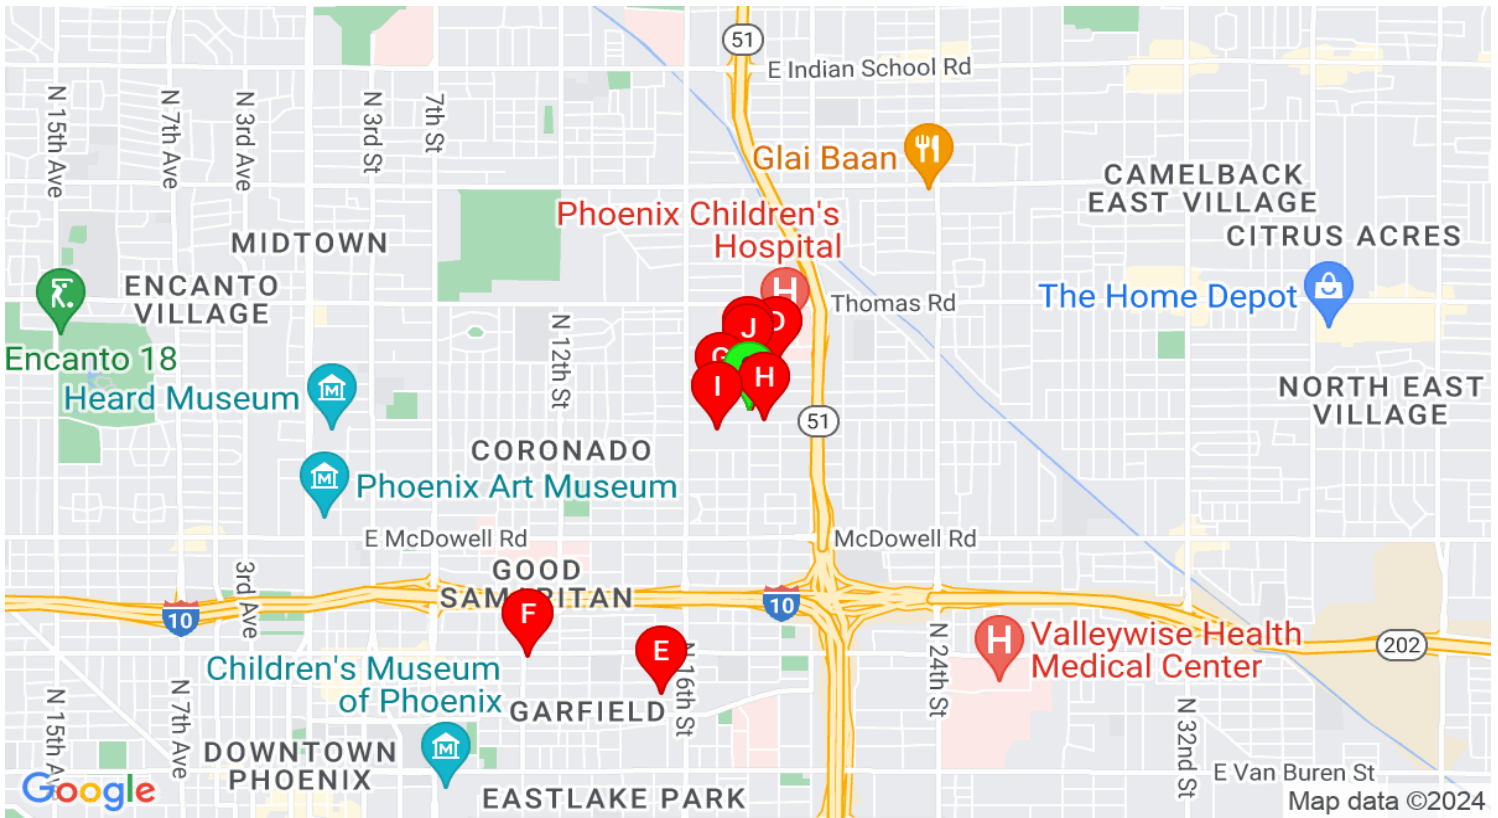 51
E Indian School Rd
N 15th Ave
N 7th Ave
N 3rd Ave
N 3rd St
7th St
Glai Baan
CAMELBACK
EAST VILLAGE
Phoenix Children's
Hospital
H
MIDTOWN
CITRUS ACRES
ENCANTO
VILLAGE
Thomas Rd
The Home Depot
D
J
G
H
I
N 12th St
Encanto 18
Heard Museum
M
NORTH EAST
VILLAGE
51
CORONADO
Phoenix Art Museum
M
E McDowell Rd
McDowell Rd
GOOD
SAMARITAN
3rd Ave
10
10
F
E
N 16th St
N 24th St
H
Valleywise Health
Medical Center
202
Children's Museum
of Phoenix
M
GARFIELD
N 15th Ave
N 7th Ave
N 32nd St
DOWNTOWN
PHOENIX
EASTLAKE PARK
E Van Buren St
Google
Map data ©2024